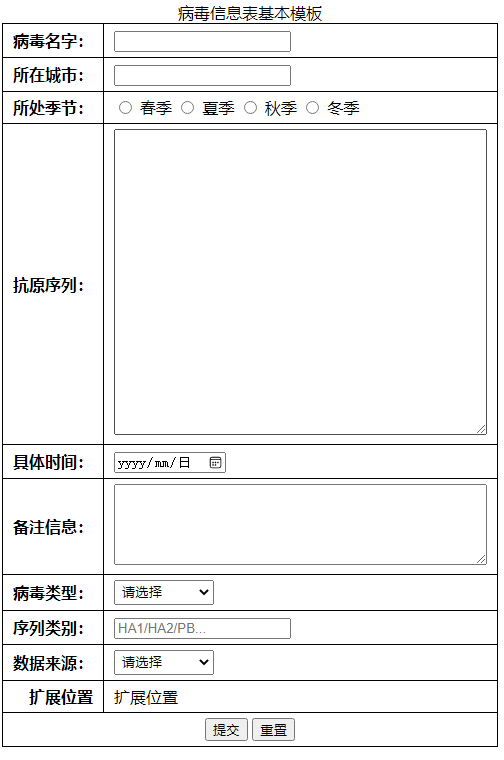 病毒信息表基本模板
病毒名字：
所在城市：
所处季节： 春季 夏季 秋季 冬季
抗原序列：
具体时间： yyyy/mm/日
备注信息：
病毒类型： 请选择
序列类别： HA1/HA2/PB...
数据来源： 请选择
扩展位置 扩展位置
提交 重置